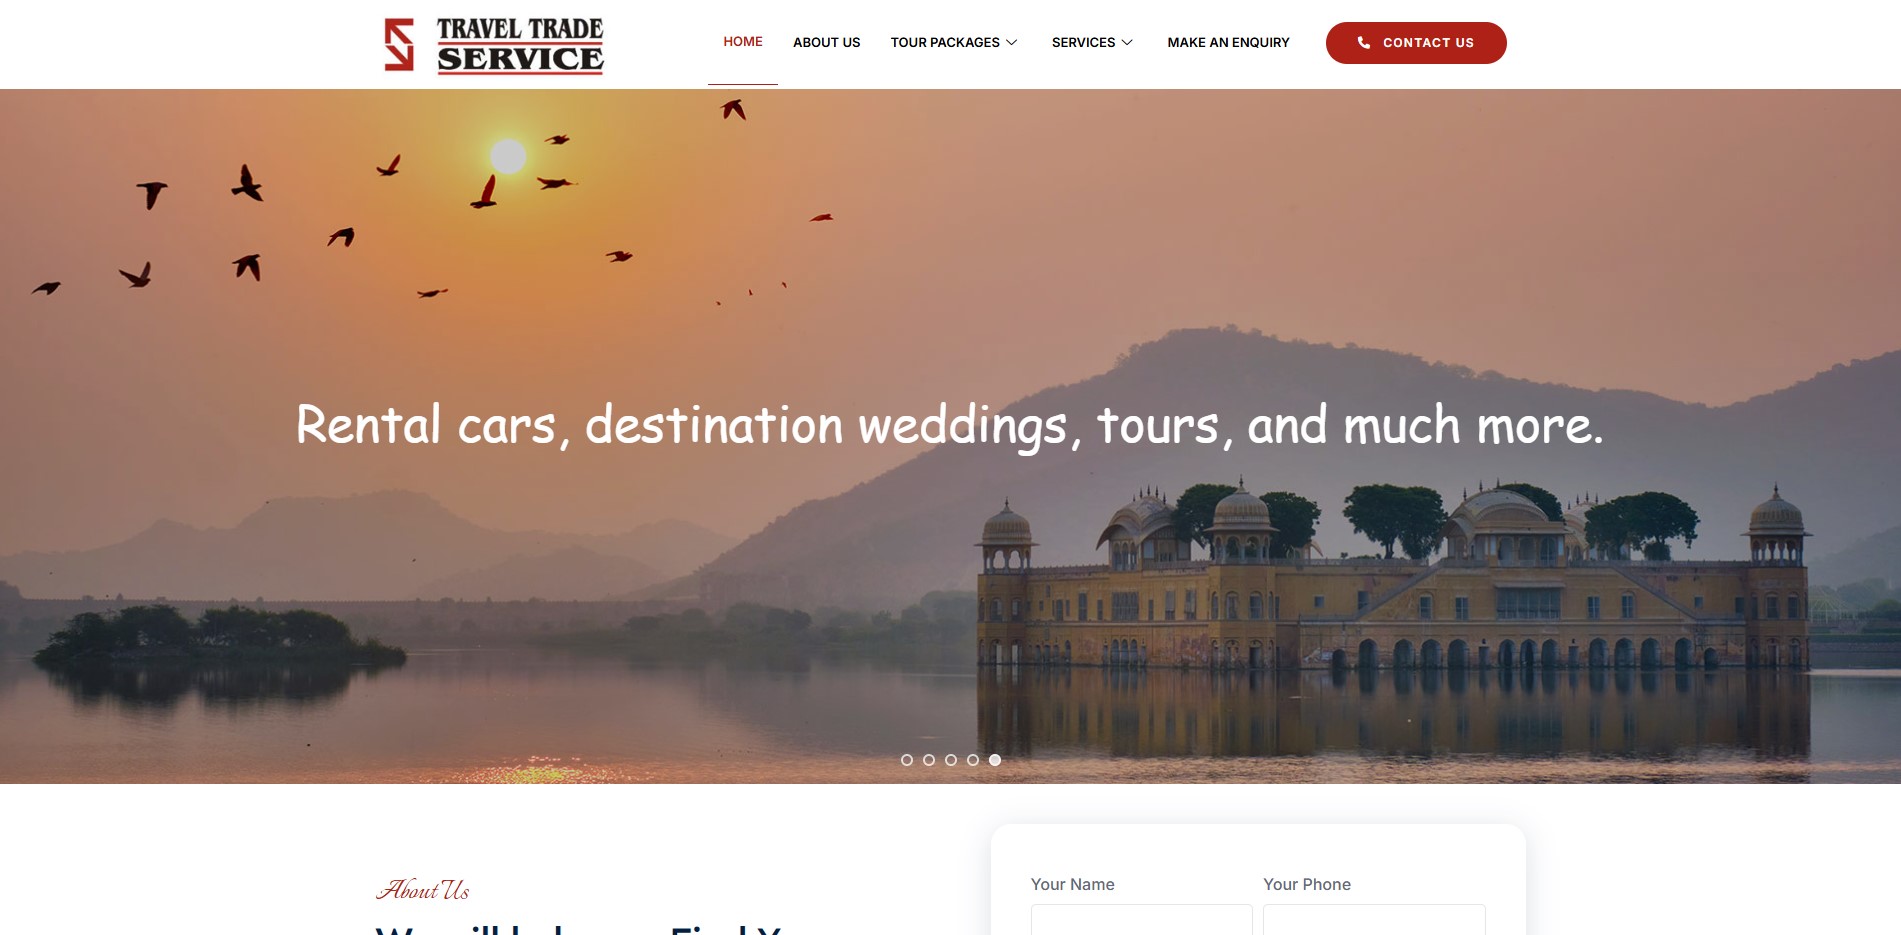 TRAVEL TRADE
SERVICE
HOME
ABOUT US
TOUR PACKAGES
SERVICES
MAKE AN ENQUIRY
CONTACT US
Rental cars, destination weddings, tours, and much more.
About Us
Your Name
Your Phone